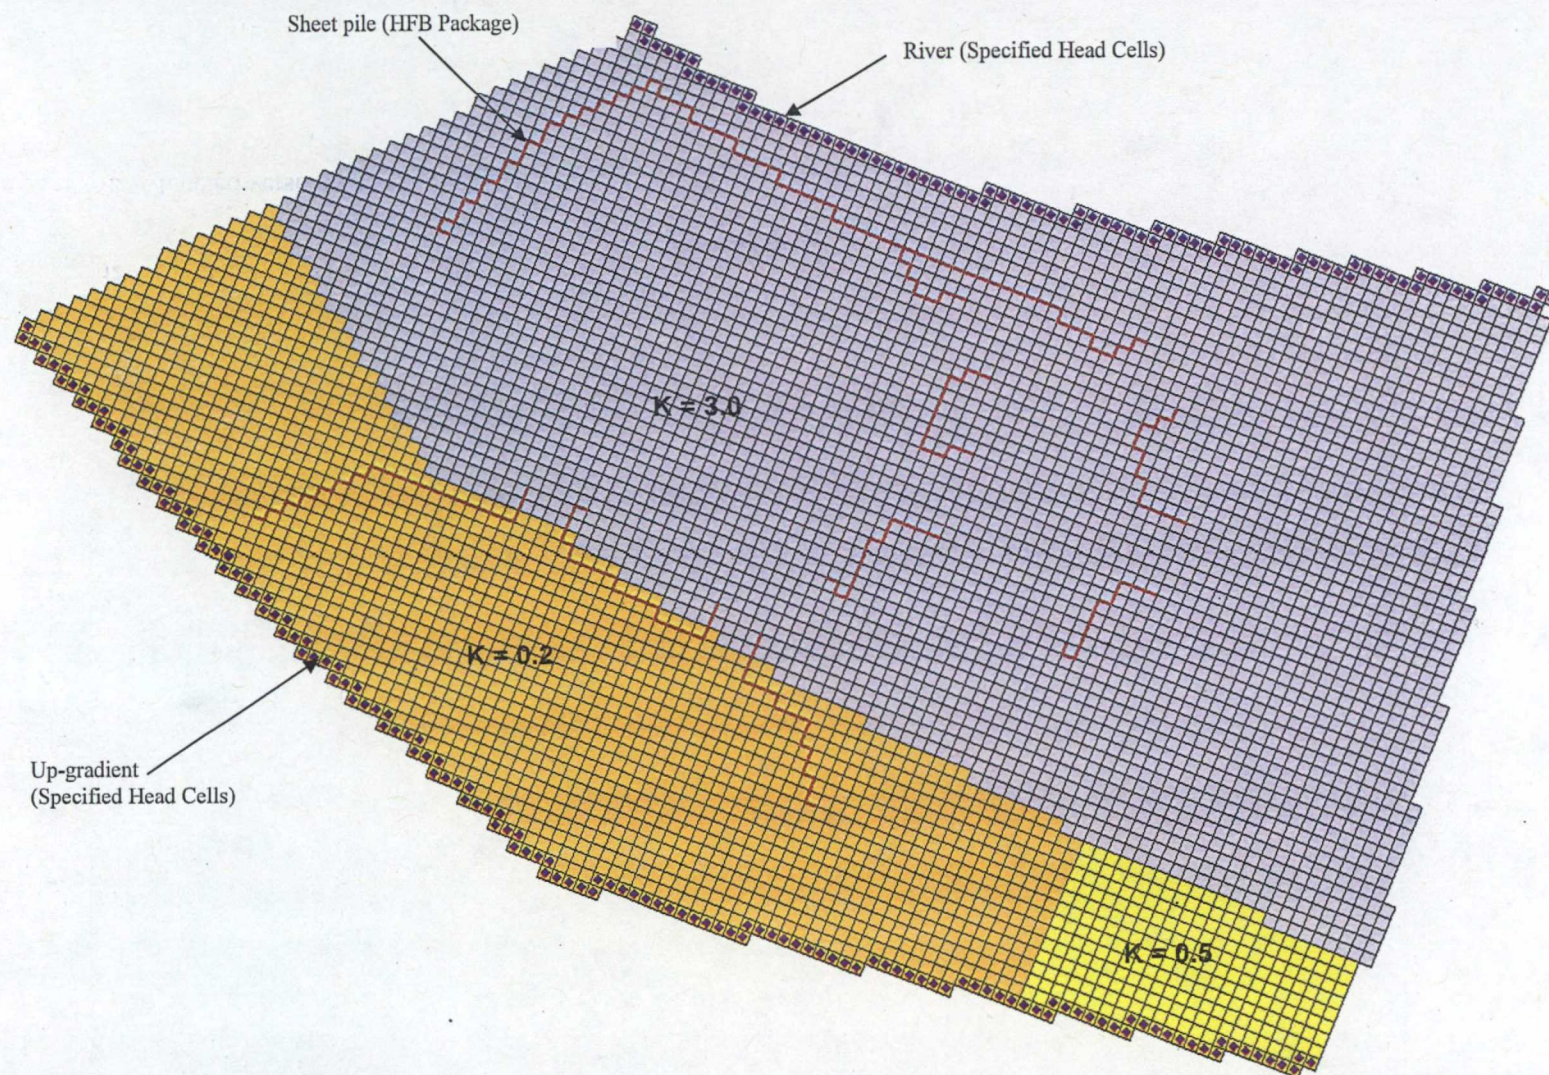 Sheet pile (HFB Package)
River (Specified Head Cells)
K = 3.0
K = 0.2
Up-gradient
(Specified Head Cells)
K = 0.5